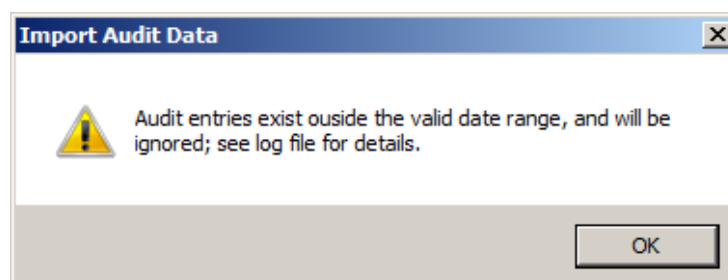 Import Audit Data
Audit entries exist ouside the valid date range, and will be
ignored; see log file for details.
OK